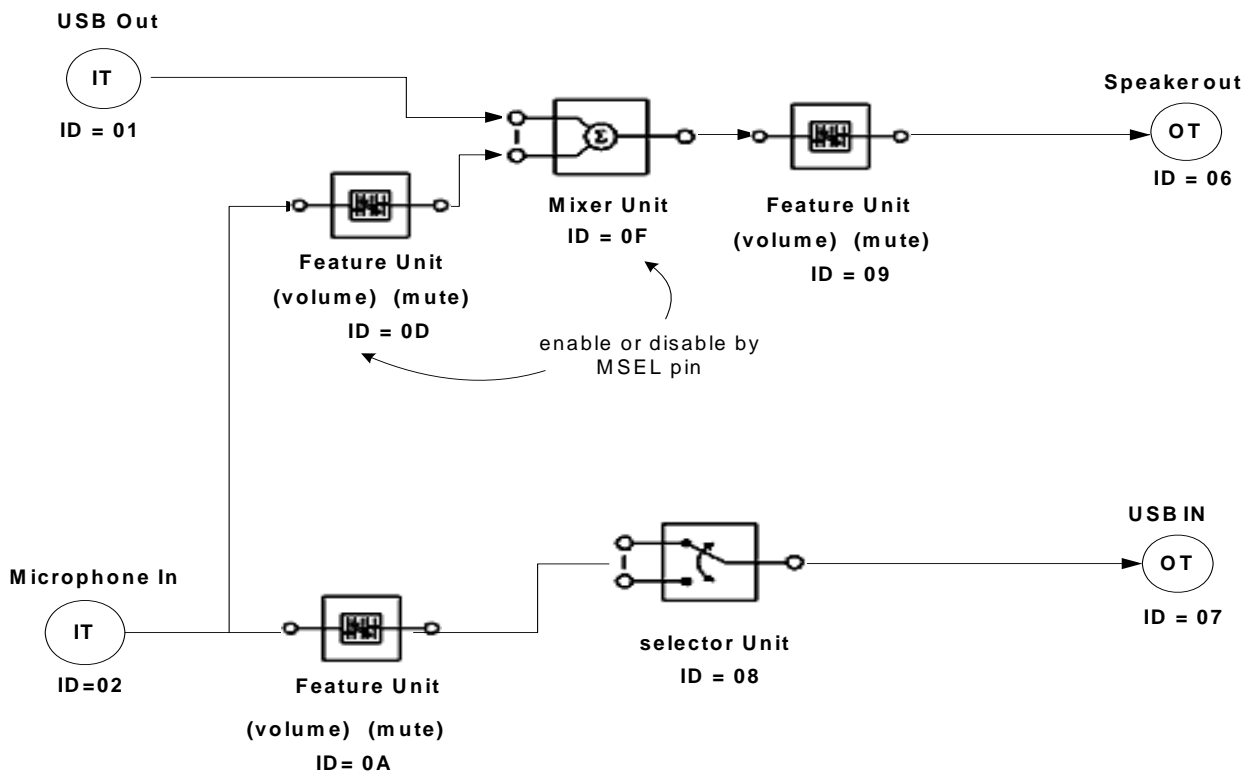 USB Out
IT
ID = 01
Speaker out
OT
ID = 06
Σ
Mixer Unit
ID = 0F
Feature Unit
(volume) (mute)
ID = 09
Feature Unit
(volume) (mute)
ID = 0D
enable or disable by
MSEL pin
USB IN
OT
ID = 07
Microphone In
IT
ID=02
selector Unit
ID = 08
Feature Unit
(volume) (mute)
ID= 0A